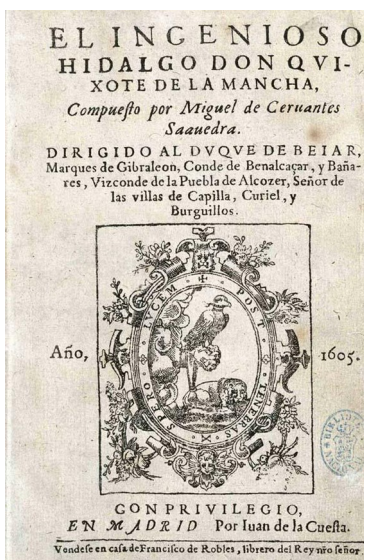 EL INGENIOSO
HIDALGO DON QVI-
XOTE DE LA MANCHA,
Compuesto por Miguel de Ceruantes
Saauedra.
DIRIGIDO AL DVQVE DE BEIAR,
Marques de Gibraleon, Conde de Benalcaçar, y Baña-
res, Vizconde de la Puebla de Alcozer, Señor de
las villas de Capilla, Curiel, y
Burguillos.
SPERO LVCEM POST TENEBRAS
Año, 1605.
CON PRIVILEGIO,
EN MADRID Por Iuan de la Cuesta.
Vendese en casa de Francisco de Robles, librero del Rey nro señor.